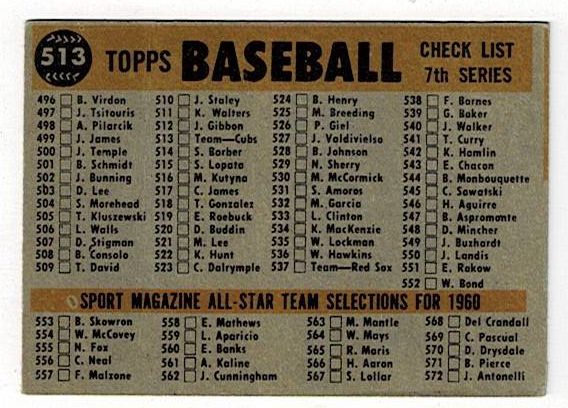 513 TOPPS BASEBALL CHECK LIST
7th SERIES
496 B. Virdon
497 J. Tsitouris
498 A. Pilarcik
499 J. James
500 J. Temple
501 B. Schmidt
502 J. Bunning
503 D. Lee
504 S. Morehead
505 T. Kluszewski
506 L. Walls
507 D. Stigman
508 B. Consolo
509 T. David
510 J. Staley
511 K. Walters
512 J. Gibbon
513 Team—Cubs
514 S. Barber
515 S. Lopata
516 M. Kutyna
517 C. James
518 T. Gonzalez
519 E. Roebuck
520 D. Buddin
521 M. Lee
522 K. Hunt
523 C. Dalrymple
524 B. Henry
525 M. Breeding
526 P. Giel
527 J. Valdivielso
528 B. Johnson
529 N. Sherry
530 M. McCormick
531 S. Amoros
532 M. Garcia
533 L. Clinton
534 K. MacKenzie
535 W. Lockman
536 W. Hawkins
537 Team—Red Sox
538 F. Barnes
539 G. Baker
540 J. Walker
541 T. Curry
542 K. Hamlin
543 E. Chacon
544 B. Monbouquette
545 C. Sawatski
546 H. Aguirre
547 B. Aspromonte
548 D. Mincher
549 J. Buzhardt
550 J. Landis
551 E. Rakow
552 W. Bond
SPORT MAGAZINE ALL-STAR TEAM SELECTIONS FOR 1960
553 B. Skowron
554 W. McCovey
555 N. Fox
556 C. Neal
557 F. Malzone
558 E. Mathews
559 L. Aparicio
560 E. Banks
561 A. Kaline
562 J. Cunningham
563 M. Mantle
564 W. Mays
565 R. Maris
566 H. Aaron
567 S. Lollar
568 Del Crandall
569 C. Pascual
570 D. Drysdale
571 B. Pierce
572 J. Antonelli